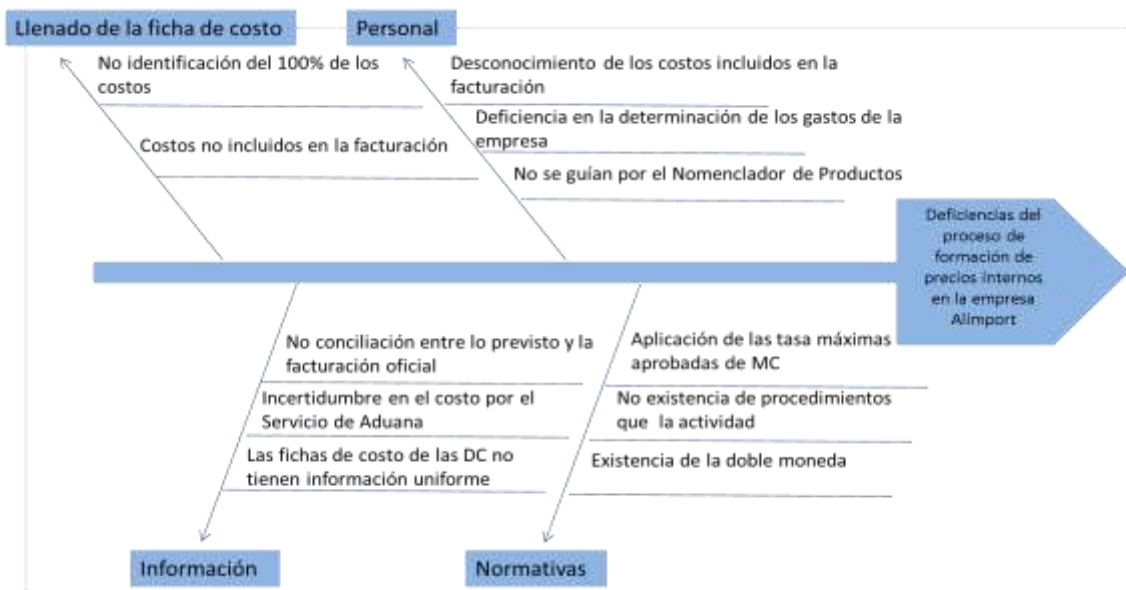 Llenado de la ficha de costo
No identificación del 100% de los
costos
Costos no incluidos en la facturación
Personal
Desconocimiento de los costos incluidos en la
facturación
Deficiencia en la determinación de los gastos de la
empresa
No se guían por el Nomenclador de Productos
Deficiencias del
proceso de
formación de
precios internos
en la empresa
Alimport
No conciliación entre lo previsto y la
facturación oficial
Incertidumbre en el costo por el
Servicio de Aduana
Las fichas de costo de las DC no
tienen información uniforme
Información
Aplicación de las tasa máximas
aprobadas de MC
No existencia de procedimientos
que la actividad
Existencia de la doble moneda
Normativas